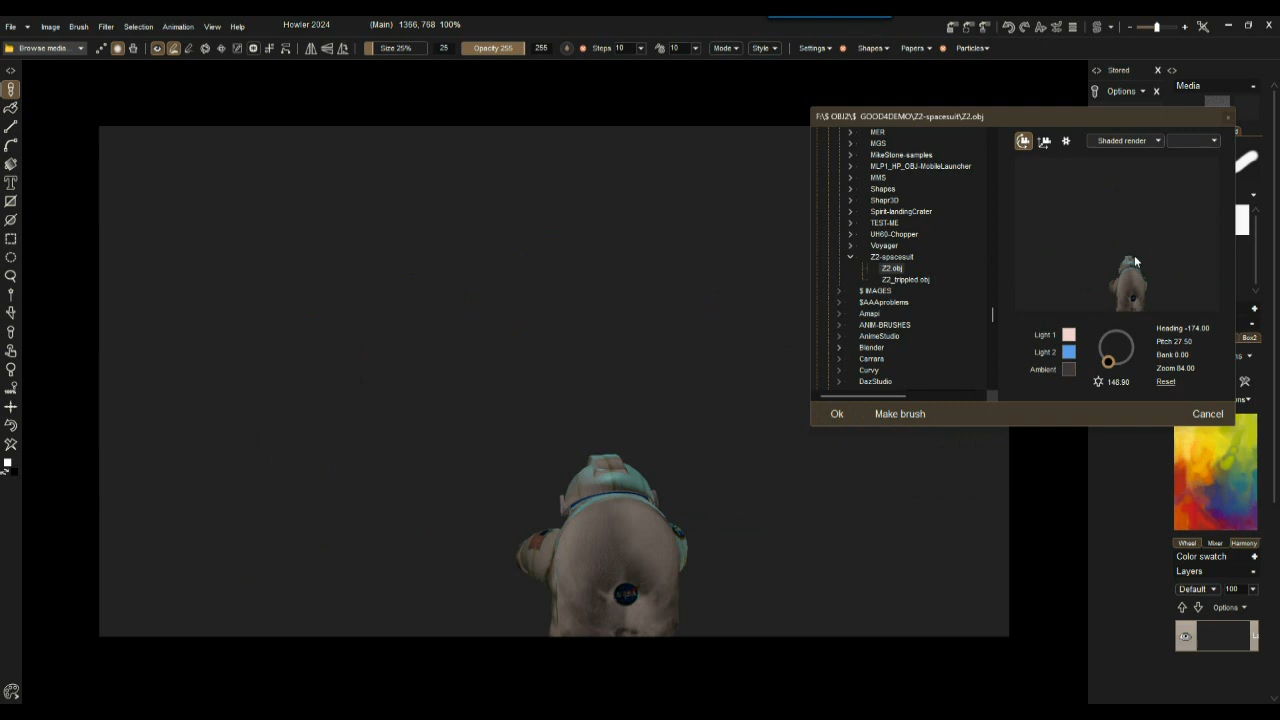 File Image Brush Filter Selection Animation View Help Howler 2024 (Main) 1366, 768 100%
Browse media... Size 25% 25 Opacity 255 255 Steps 10 10 Mode Style Settings Shapes Papers Particles
Stored X
Options X
Media
F:\$ OBJ2\$ GOOD4DEMO\Z2-spacesuit\Z2.obj x
MER
MGS
MikeStone-samples
MLP1_HP_OBJ-MobileLauncher
MMS
Shapes
Shapr3D
Spirit-landingCrater
TEST-ME
UH60-Chopper
Voyager
Z2-spacesuit
Z2.obj
Z2_trippled.obj
$ IMAGES
$AAAproblems
Amapi
ANIM-BRUSHES
AnimeStudio
Blender
Carrara
Curvy
DazStudio
Shaded render
Light 1
Light 2
Ambient
148.90
Heading -174.00
Pitch 27.50
Bank 0.00
Zoom 84.00
Reset
Ok Make brush Cancel
Box2
Wheel Mixer Harmony
Color swatch
Layers
Default 100
Options
NASA